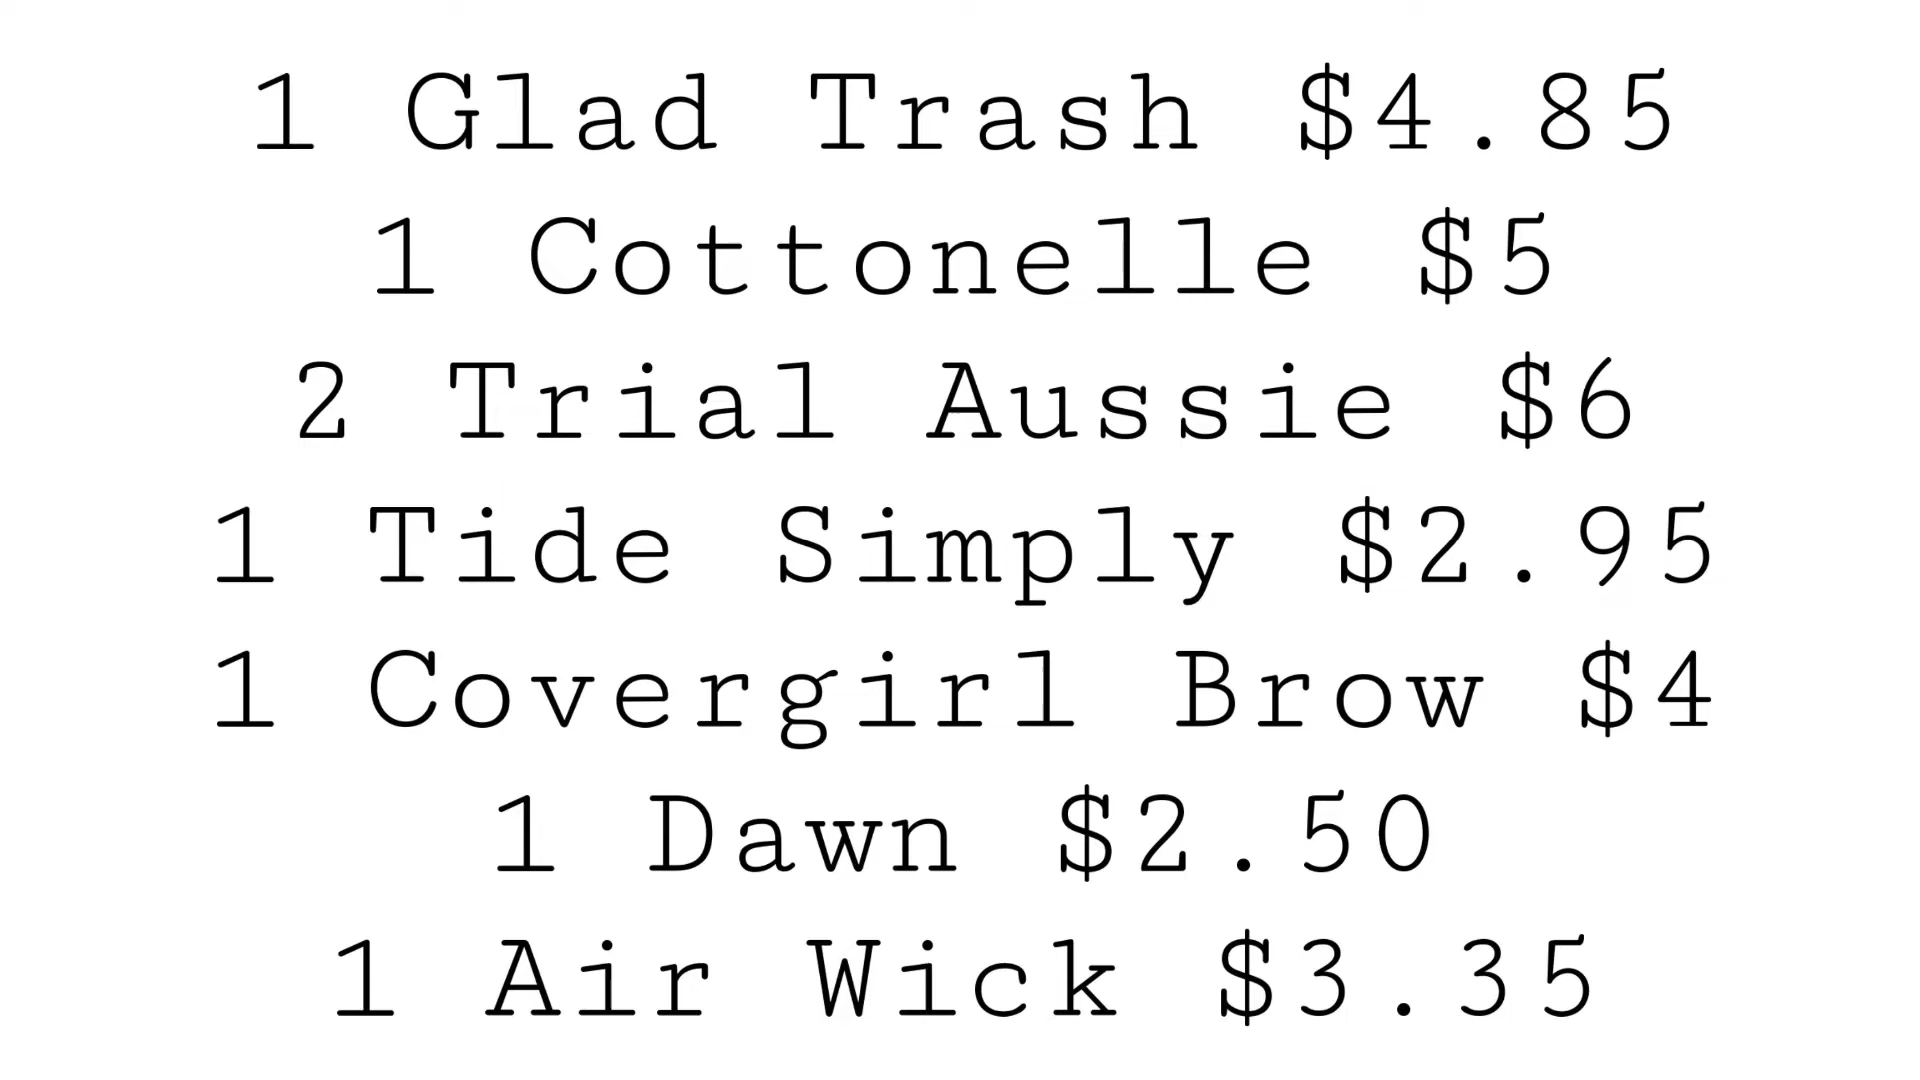 1 Glad Trash $4.85
1 Cottonelle $5
2 Trial Aussie $6
1 Tide Simply $2.95
1 Covergirl Brow $4
1 Dawn $2.50
1 Air Wick $3.35